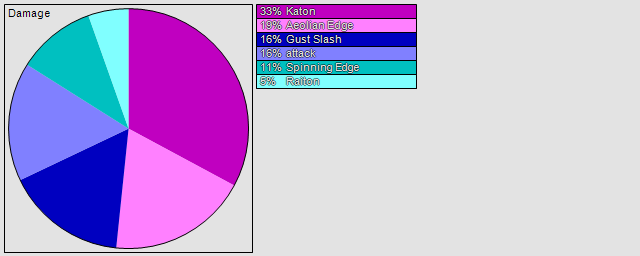 Damage
33% Katon
19% Aeolian Edge
16% Gust Slash
16% attack
11% Spinning Edge
5% Raiton